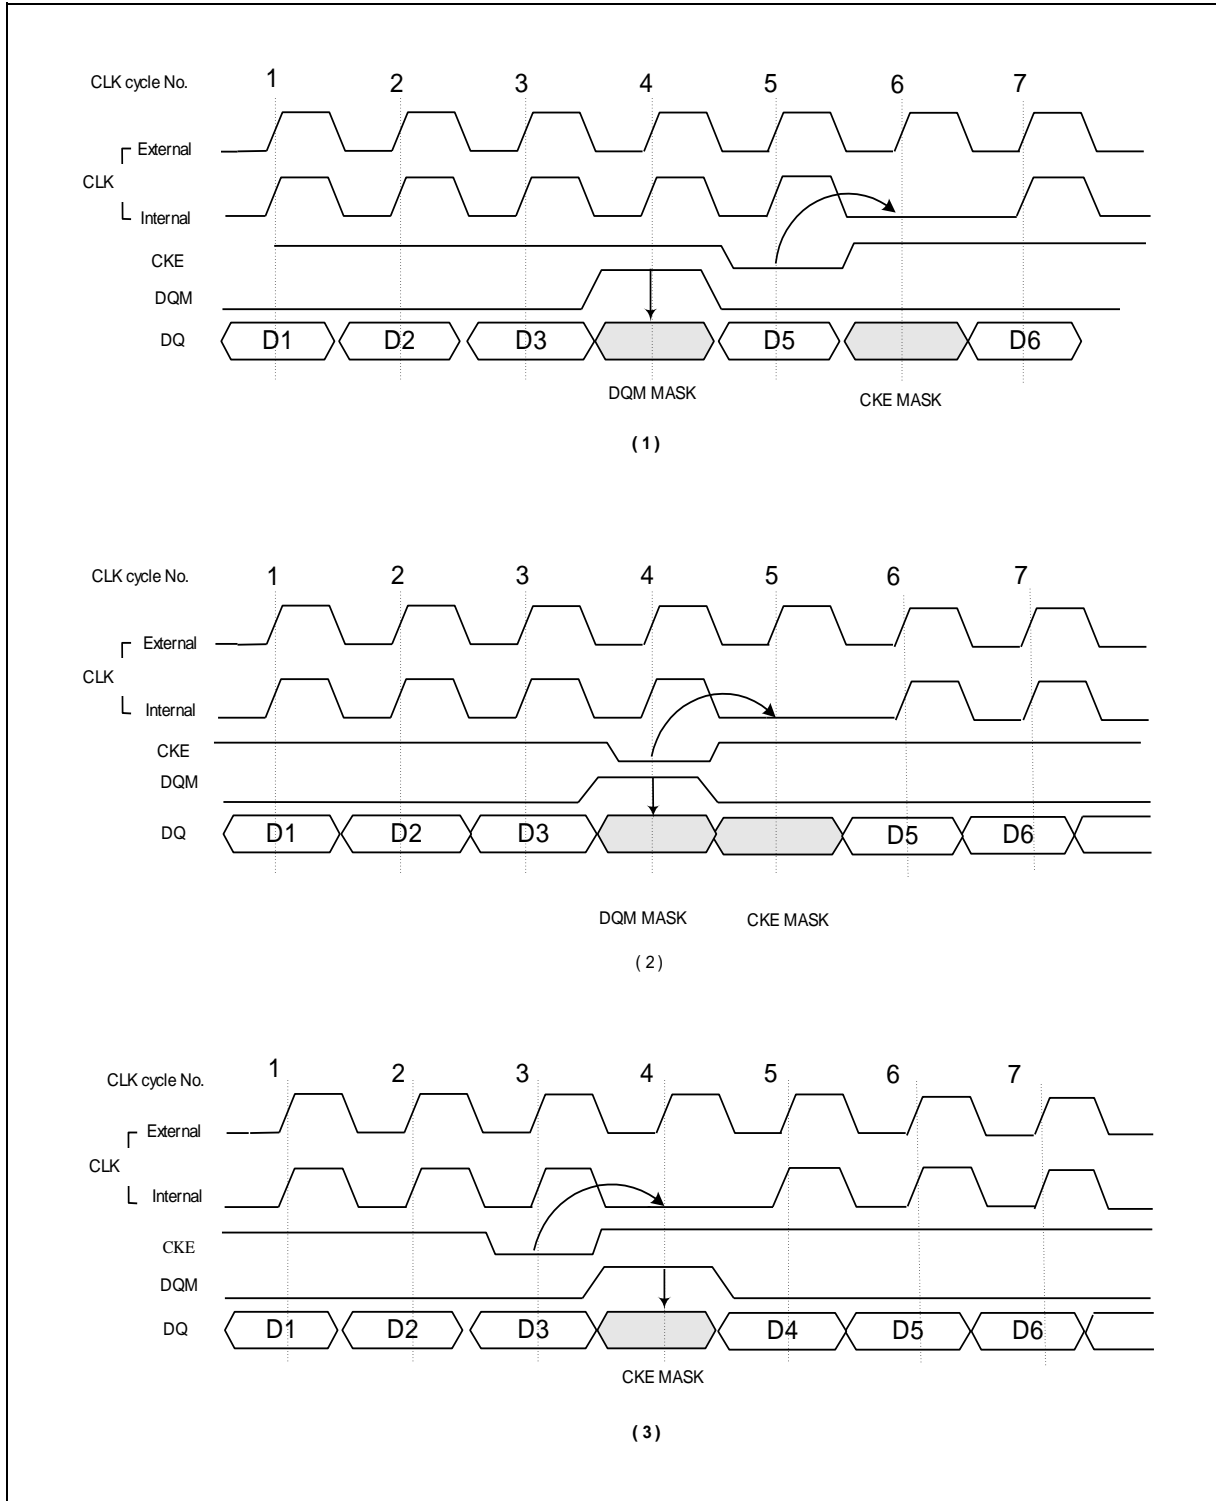 CLK cycle No. 1 2 3 4 5 6 7
External
CLK
Internal
CKE
DQM
DQ D1 D2 D3 D5 D6
DQM MASK CKE MASK
( 1 )
CLK cycle No. 1 2 3 4 5 6 7
External
CLK
Internal
CKE
DQM
DQ D1 D2 D3 D5 D6
DQM MASK CKE MASK
( 2 )
CLK cycle No. 1 2 3 4 5 6 7
External
CLK
Internal
CKE
DQM
DQ D1 D2 D3 D4 D5 D6
CKE MASK
( 3 )